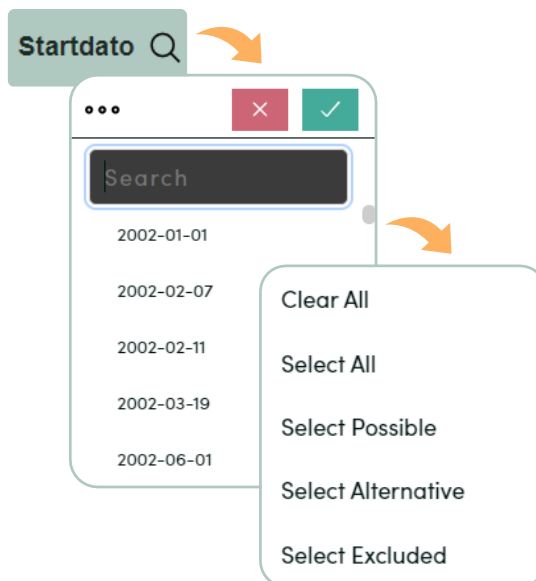 Startdato
Search
2002-01-01
2002-02-07
2002-02-11
2002-03-19
2002-06-01
Clear All
Select All
Select Possible
Select Alternative
Select Excluded